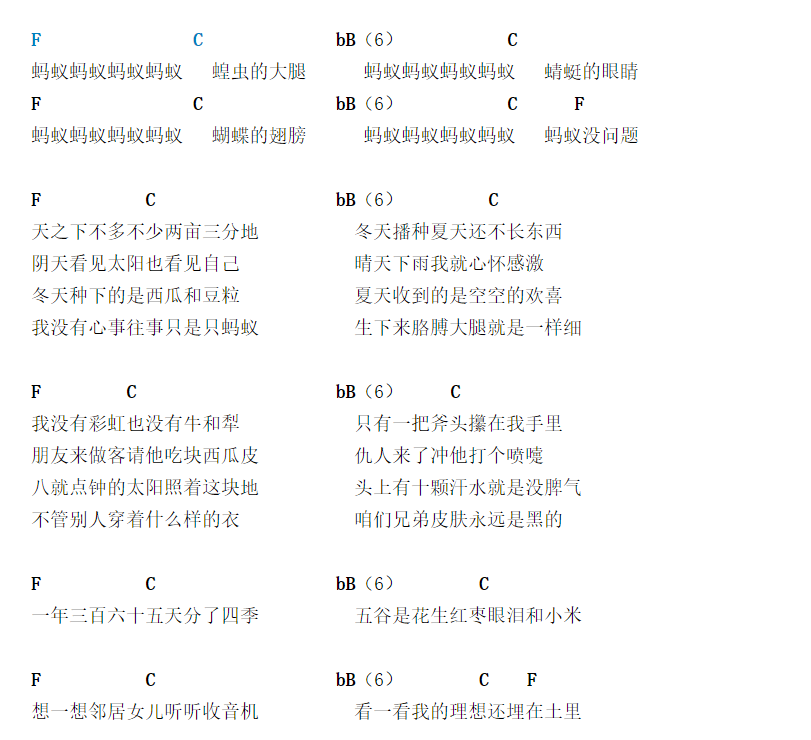 F C bB（6） C
蚂蚁蚂蚁蚂蚁蚂蚁 蝗虫的大腿 蚂蚁蚂蚁蚂蚁蚂蚁 蜻蜓的眼睛
F C bB（6） C F
蚂蚁蚂蚁蚂蚁蚂蚁 蝴蝶的翅膀 蚂蚁蚂蚁蚂蚁蚂蚁 蚂蚁没问题
F C bB（6） C
天之下不多不少两亩三分地 冬天播种夏天还不长东西
阴天看见太阳也看见自己 晴天下雨我就心怀感激
冬天种下的是西瓜和豆粒 夏天收到的是空空的欢喜
我没有心事往事只是只蚂蚁 生下来胳膊大腿就是一样细
F C bB（6） C
我没有彩虹也没有牛和犁 只有一把斧头攥在我手里
朋友来做客请他吃块西瓜皮 仇人来了冲他打个喷嚏
八就点钟的太阳照着这块地 头上有十颗汗水就是没脾气
不管别人穿着什么样的衣 咱们兄弟皮肤永远是黑的
F C bB（6） C
一年三百六十五天分了四季 五谷是花生红枣眼泪和小米
F C bB（6） C F
想一想邻居女儿听听收音机 看一看我的理想还埋在土里